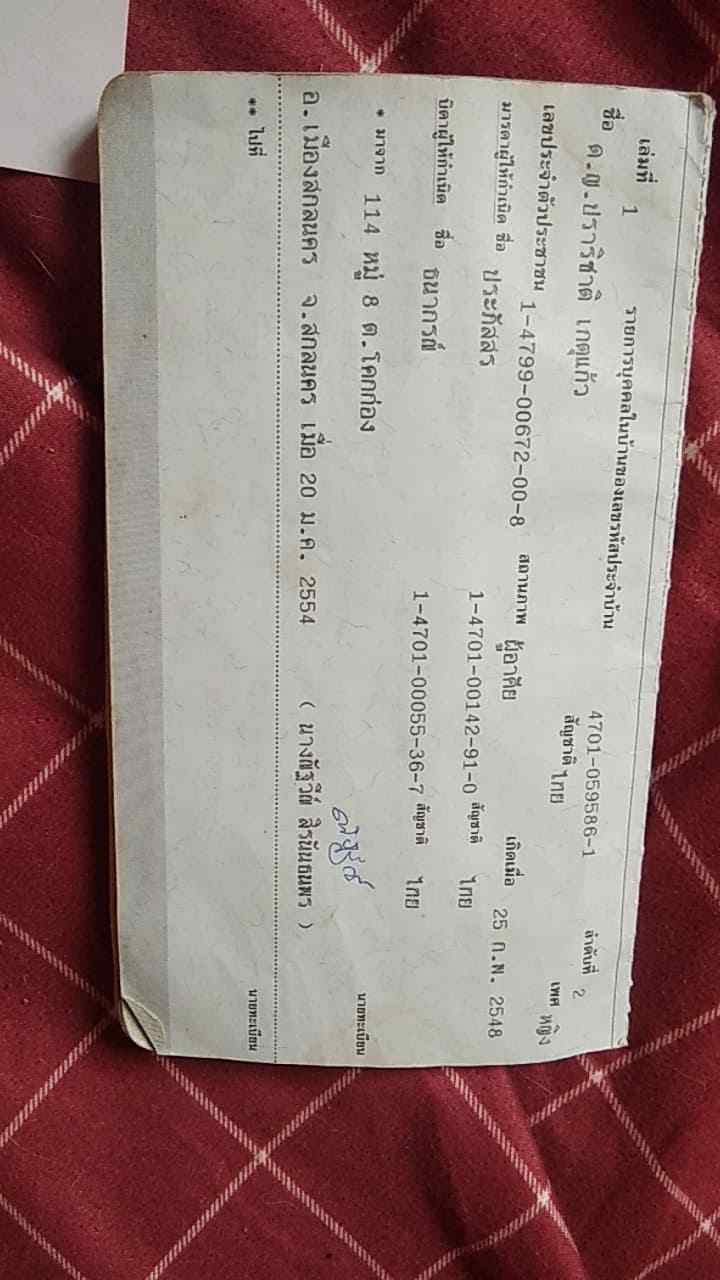 เล่มที่ 1 รายการบุคคลในบ้านของเลขรหัสประจำบ้าน 4701-059586-1 ลำดับที่ 2
ชื่อ ด.ญ.ปราริชาติ เกตุแก้ว สัญชาติ ไทย เพศ หญิง
เลขประจำตัวประชาชน 1-4799-00672-00-8 สถานภาพ ผู้อาศัย เกิดเมื่อ 25 ก.พ. 2548
มารดาผู้ให้กำเนิด ชื่อ ประภัสสร 1-4701-00142-91-0 สัญชาติ ไทย
บิดาผู้ให้กำเนิด ชื่อ ธนากรณ์ 1-4701-00055-36-7 สัญชาติ ไทย
* มาจาก 114 หมู่ 8 ต.โคกก่อง นายทะเบียน
อ.เมืองสกลนคร จ.สกลนคร เมื่อ 20 ม.ค. 2554 ( นางณัฐวีณ์ สิรนันธนพร )
** ไปที่ นายทะเบียน